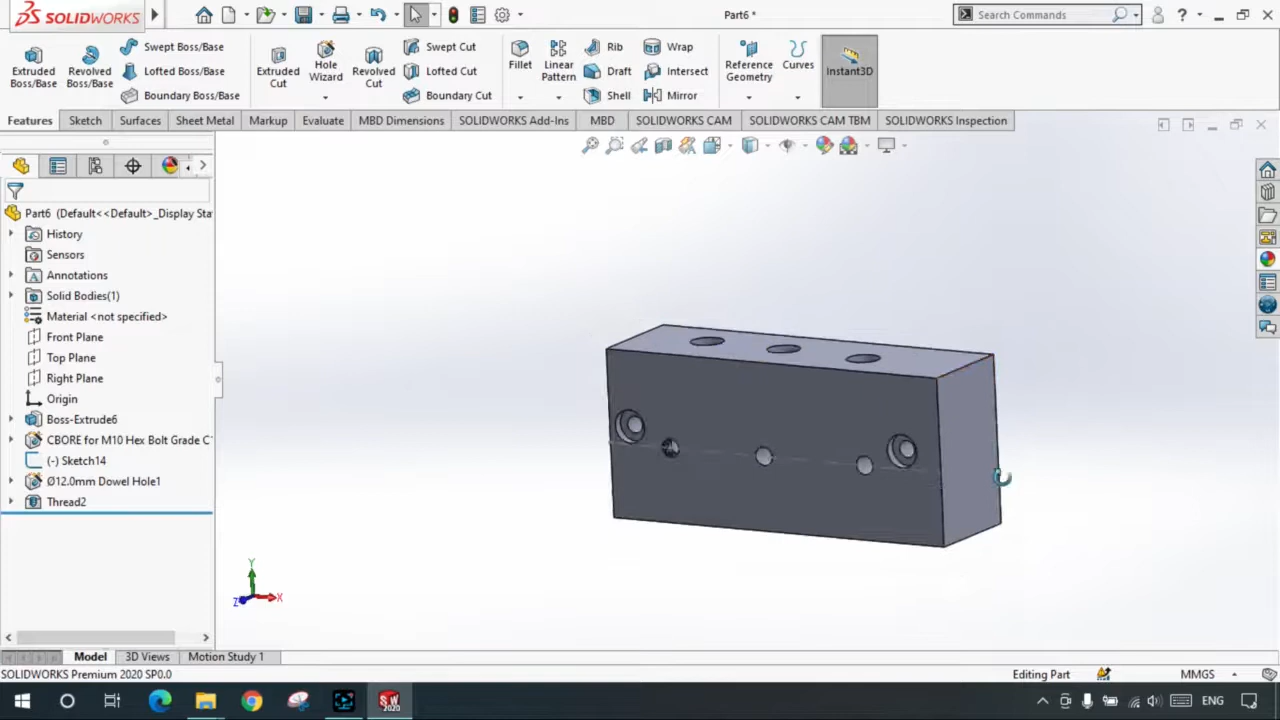 SOLIDWORKS
Part6 *
Search Commands
Extruded Boss/Base
Revolved Boss/Base
Swept Boss/Base
Lofted Boss/Base
Boundary Boss/Base
Extruded Cut
Hole Wizard
Revolved Cut
Swept Cut
Lofted Cut
Boundary Cut
Fillet
Linear Pattern
Rib
Draft
Shell
Wrap
Intersect
Mirror
Reference Geometry
Curves
Instant3D
Features
Sketch
Surfaces
Sheet Metal
Markup
Evaluate
MBD Dimensions
SOLIDWORKS Add-Ins
MBD
SOLIDWORKS CAM
SOLIDWORKS CAM TBM
SOLIDWORKS Inspection
Part6 (Default<<Default>_Display Sta
History
Sensors
Annotations
Solid Bodies(1)
Material <not specified>
Front Plane
Top Plane
Right Plane
Origin
Boss-Extrude6
CBORE for M10 Hex Bolt Grade C
(-) Sketch14
Ø12.0mm Dowel Hole1
Thread2
Y
X
Z
Model
3D Views
Motion Study 1
SOLIDWORKS Premium 2020 SP0.0
Editing Part
MMGS
SW
2020
ENG